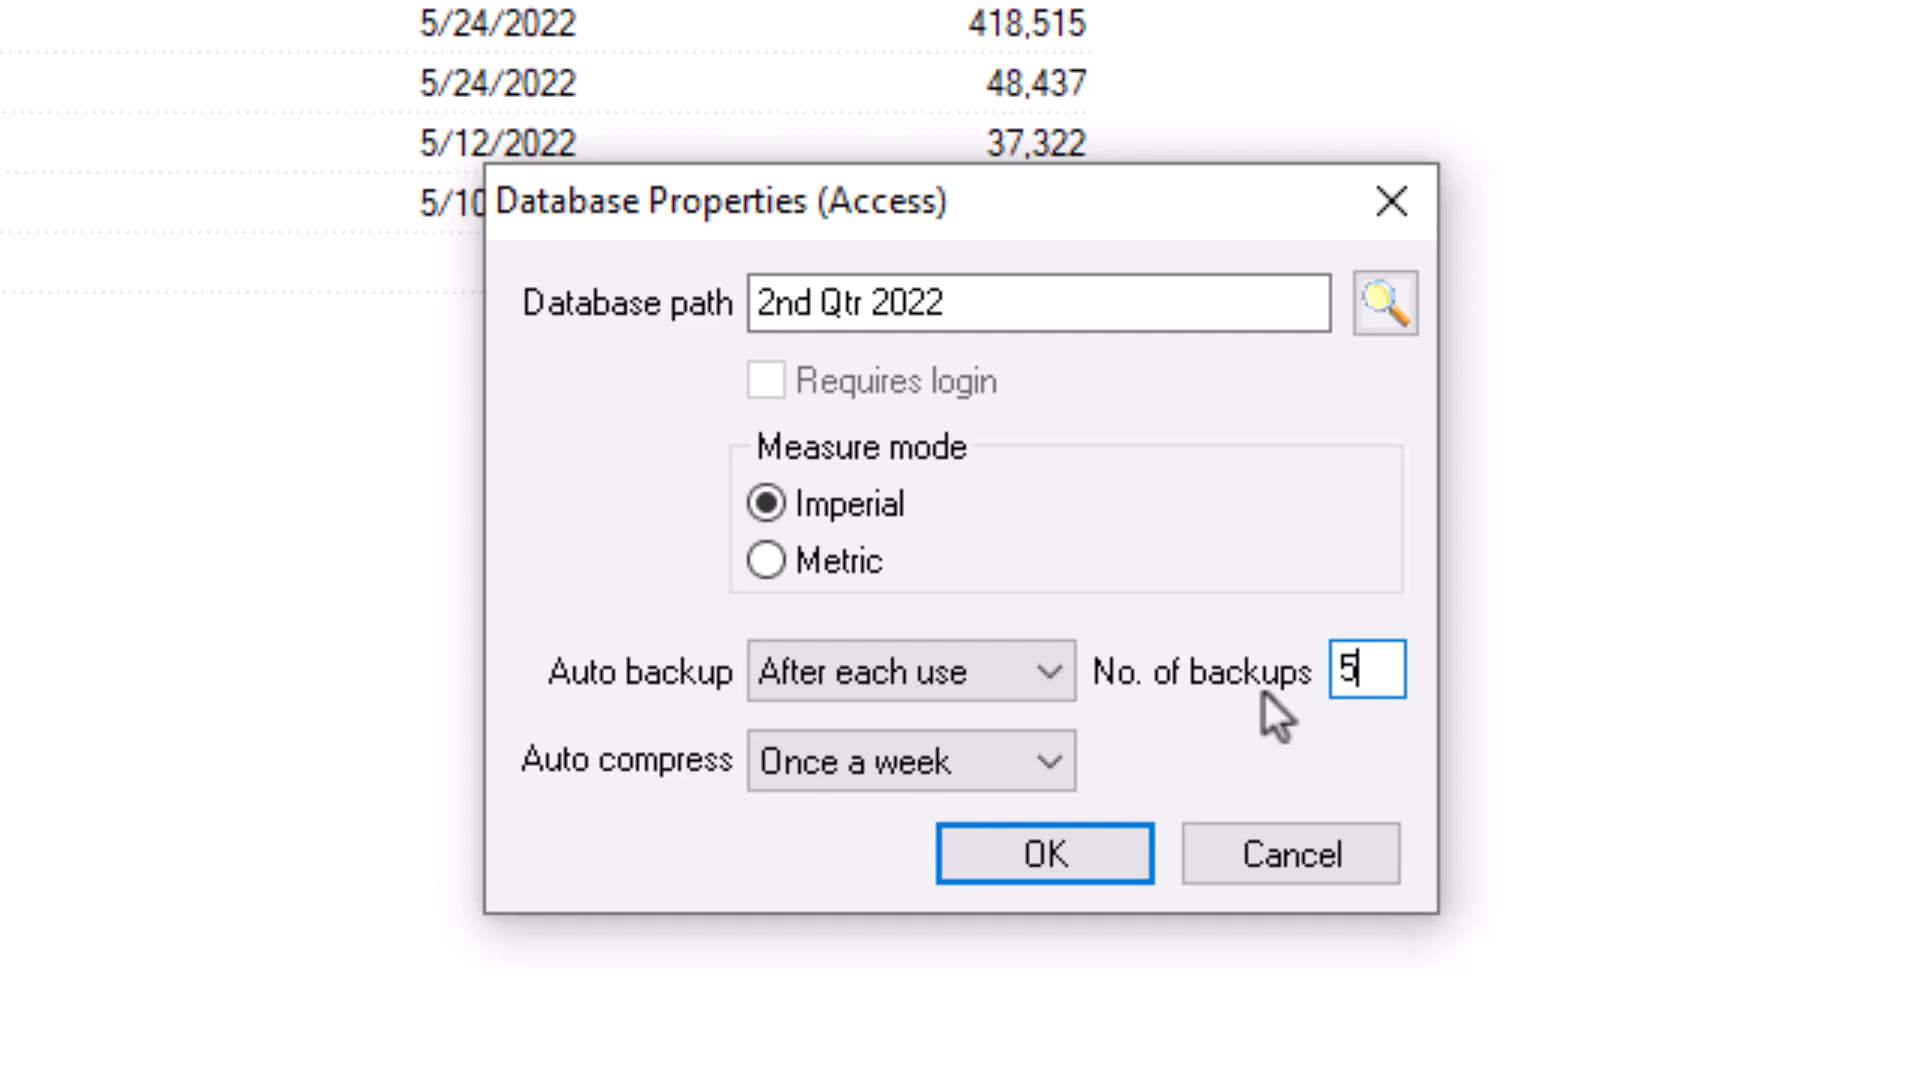 5/24/2022 418,515
5/24/2022 48,437
5/12/2022 37,322
5/10
Database Properties (Access)
Database path 2nd Qtr 2022
Requires login
Measure mode
Imperial
Metric
Auto backup After each use No. of backups 5
Auto compress Once a week
OK Cancel